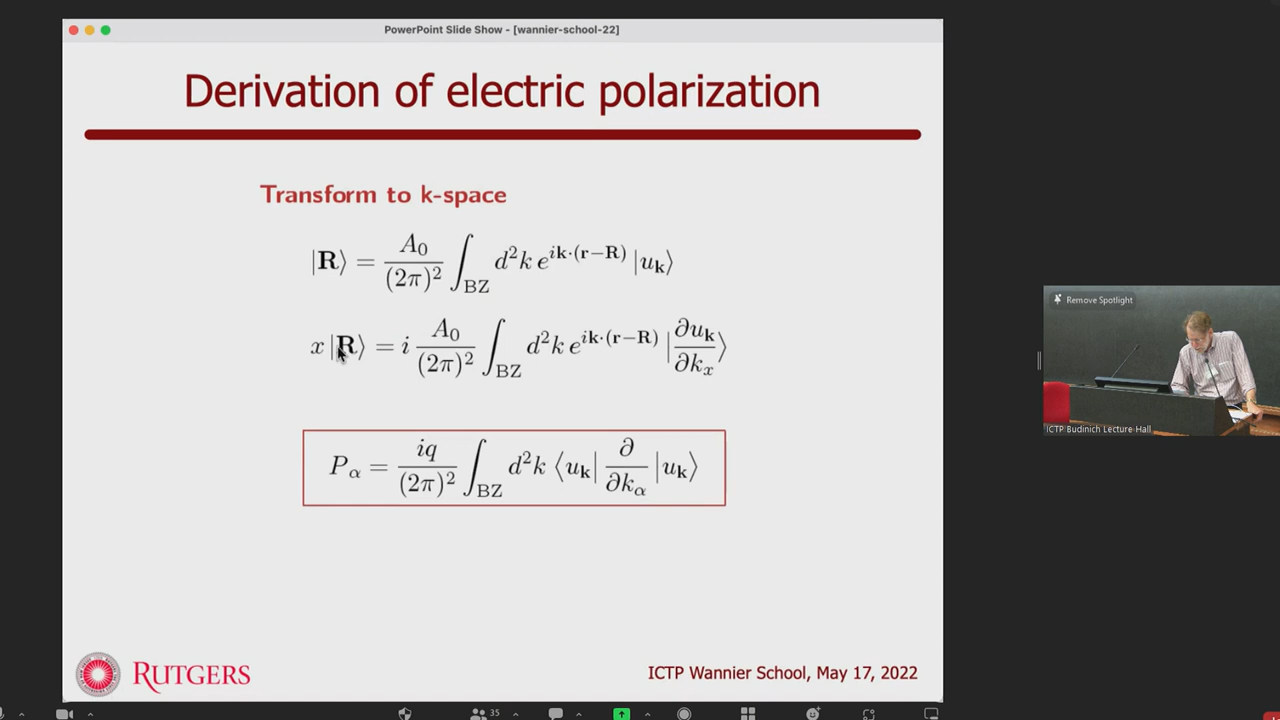 PowerPoint Slide Show - [wannier-school-22]
Derivation of electric polarization
Transform to k-space
|R⟩ = A₀/(2π)² ∫_BZ d²k e^{ik·(r−R)} |u_k⟩
x |R⟩ = i A₀/(2π)² ∫_BZ d²k e^{ik·(r−R)} |∂u_k/∂k_x⟩
P_α = iq/(2π)² ∫_BZ d²k ⟨u_k| ∂/∂k_α |u_k⟩
RUTGERS
ICTP Wannier School, May 17, 2022
Remove Spotlight
ICTP Budinich Lecture Hall
35